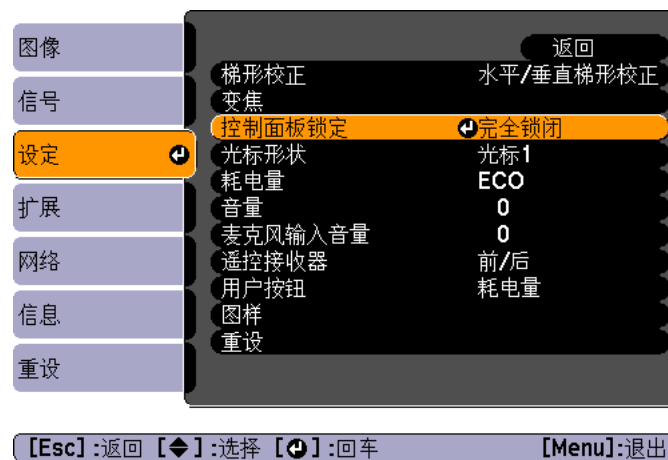 图像
信号
设定
扩展
网络
信息
重设
返回
梯形校正 水平/垂直梯形校正
变焦
控制面板锁定 完全锁闭
光标形状 光标1
耗电量 ECO
音量 0
麦克风输入音量 0
遥控接收器 前/后
用户按钮 耗电量
图样
重设
[Esc]:返回 [◆]:选择 [↵]:回车 [Menu]:退出